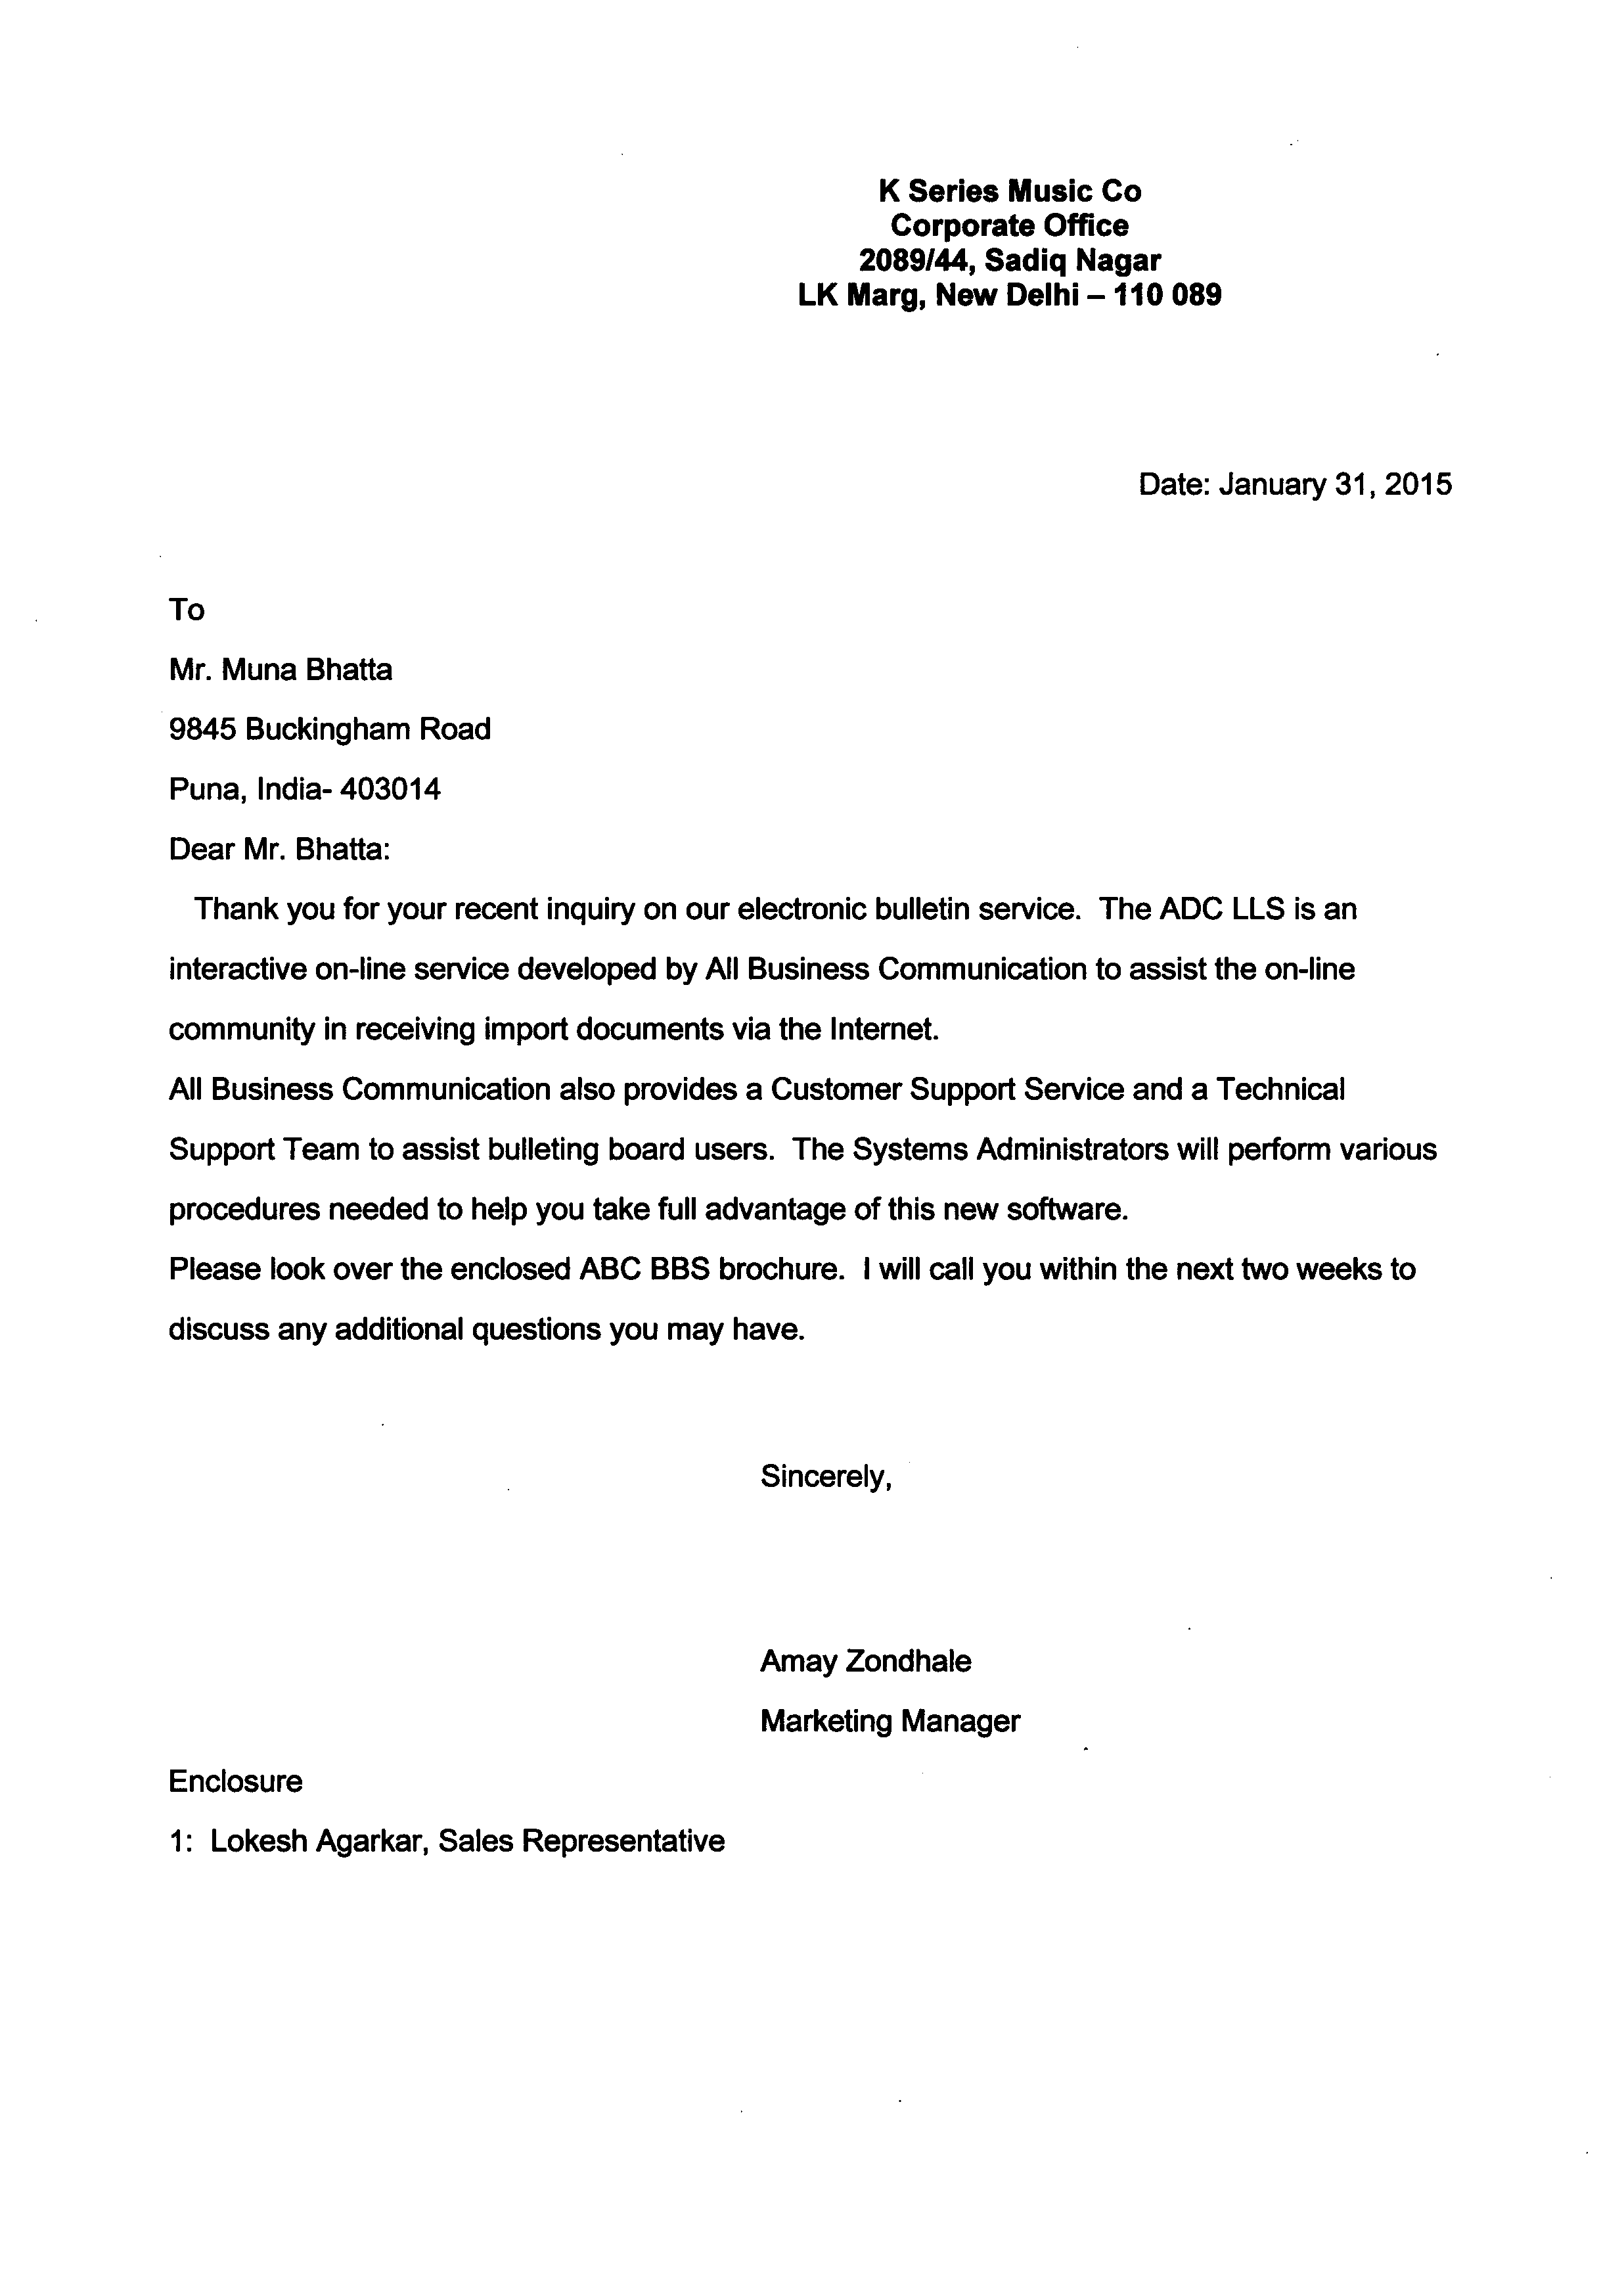 K Series Music Co
Corporate Office
2089/44, Sadiq Nagar
LK Marg, New Delhi – 110 089
Date: January 31, 2015
To
Mr. Muna Bhatta
9845 Buckingham Road
Puna, India- 403014
Dear Mr. Bhatta:
Thank you for your recent inquiry on our electronic bulletin service.  The ADC LLS is an
interactive on-line service developed by All Business Communication to assist the on-line
community in receiving import documents via the Internet.
All Business Communication also provides a Customer Support Service and a Technical
Support Team to assist bulleting board users.  The Systems Administrators will perform various
procedures needed to help you take full advantage of this new software.
Please look over the enclosed ABC BBS brochure.  I will call you within the next two weeks to
discuss any additional questions you may have.
Sincerely,
Amay Zondhale
Marketing Manager
Enclosure
1:  Lokesh Agarkar, Sales Representative